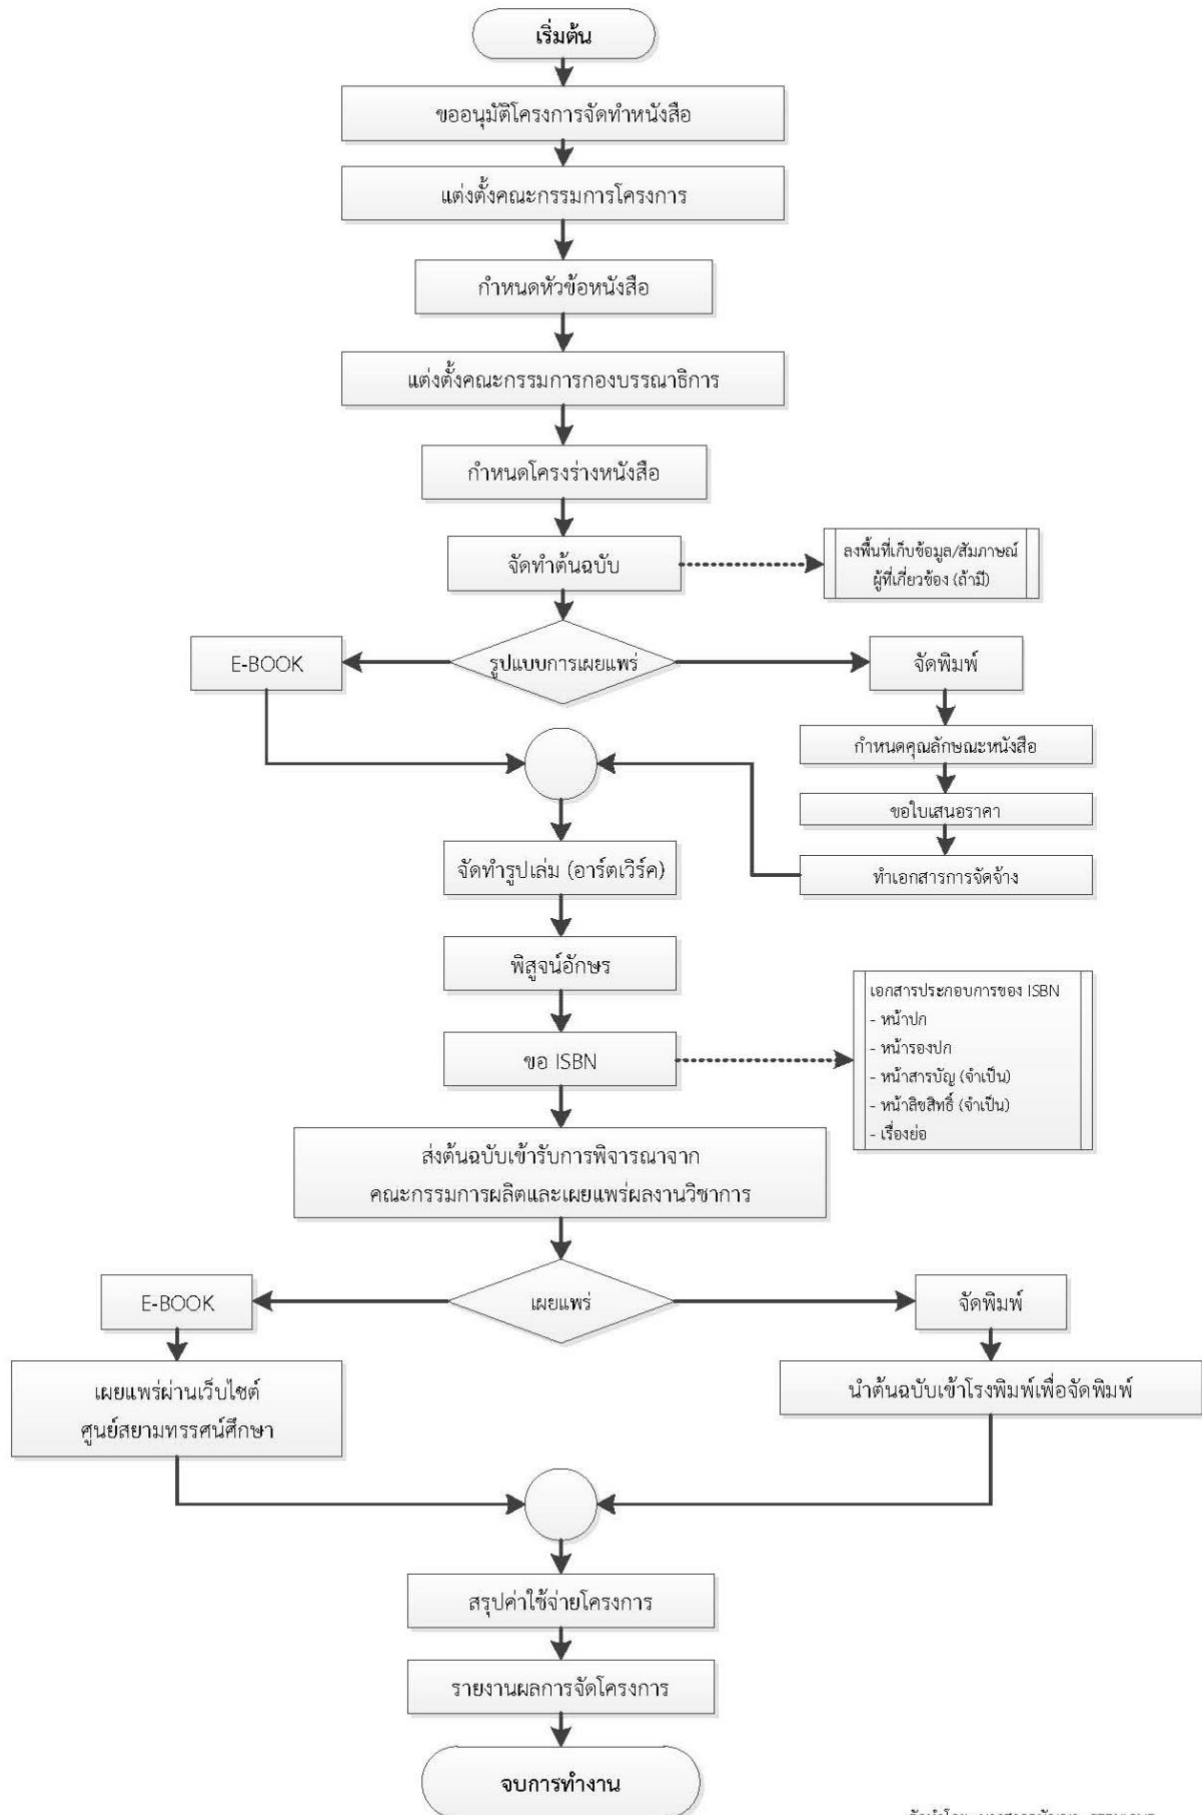 เริ่มต้น
ขออนุมัติโครงการจัดทำหนังสือ
แต่งตั้งคณะกรรมการโครงการ
กำหนดหัวข้อหนังสือ
แต่งตั้งคณะกรรมการกองบรรณาธิการ
กำหนดโครงร่างหนังสือ
จัดทำต้นฉบับ
ลงพื้นที่เก็บข้อมูล/สัมภาษณ์
ผู้ที่เกี่ยวข้อง (ถ้ามี)
E-BOOK
รูปแบบการเผยแพร่
จัดพิมพ์
กำหนดคุณลักษณะหนังสือ
ขอใบเสนอราคา
ทำเอกสารการจัดจ้าง
จัดทำรูปเล่ม (อาร์ตเวิร์ค)
พิสูจน์อักษร
ขอ ISBN
เอกสารประกอบการของ ISBN
- หน้าปก
- หน้ารองปก
- หน้าสารบัญ (จำเป็น)
- หน้าลิขสิทธิ์ (จำเป็น)
- เรื่องย่อ
ส่งต้นฉบับเข้ารับการพิจารณาจาก
คณะกรรมการผลิตและเผยแพร่ผลงานวิชาการ
E-BOOK
เผยแพร่
จัดพิมพ์
เผยแพร่ผ่านเว็บไซต์
ศูนย์สยามทรรศน์ศึกษา
นำต้นฉบับเข้าโรงพิมพ์เพื่อจัดพิมพ์
สรุปค่าใช้จ่ายโครงการ
รายงานผลการจัดโครงการ
จบการทำงาน